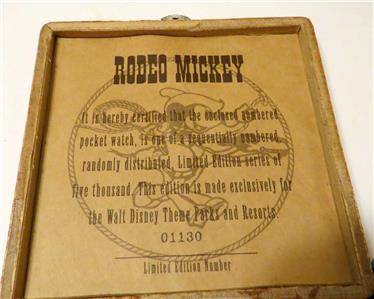 RODEO MICKEY
It is hereby certified that the enclosed numbered
pocket watch, is one of a sequentially numbered,
randomly distributed, Limited Edition series of
five thousand. This edition is made exclusively for
the Walt Disney Theme Parks and Resorts.
01130
Limited Edition Number